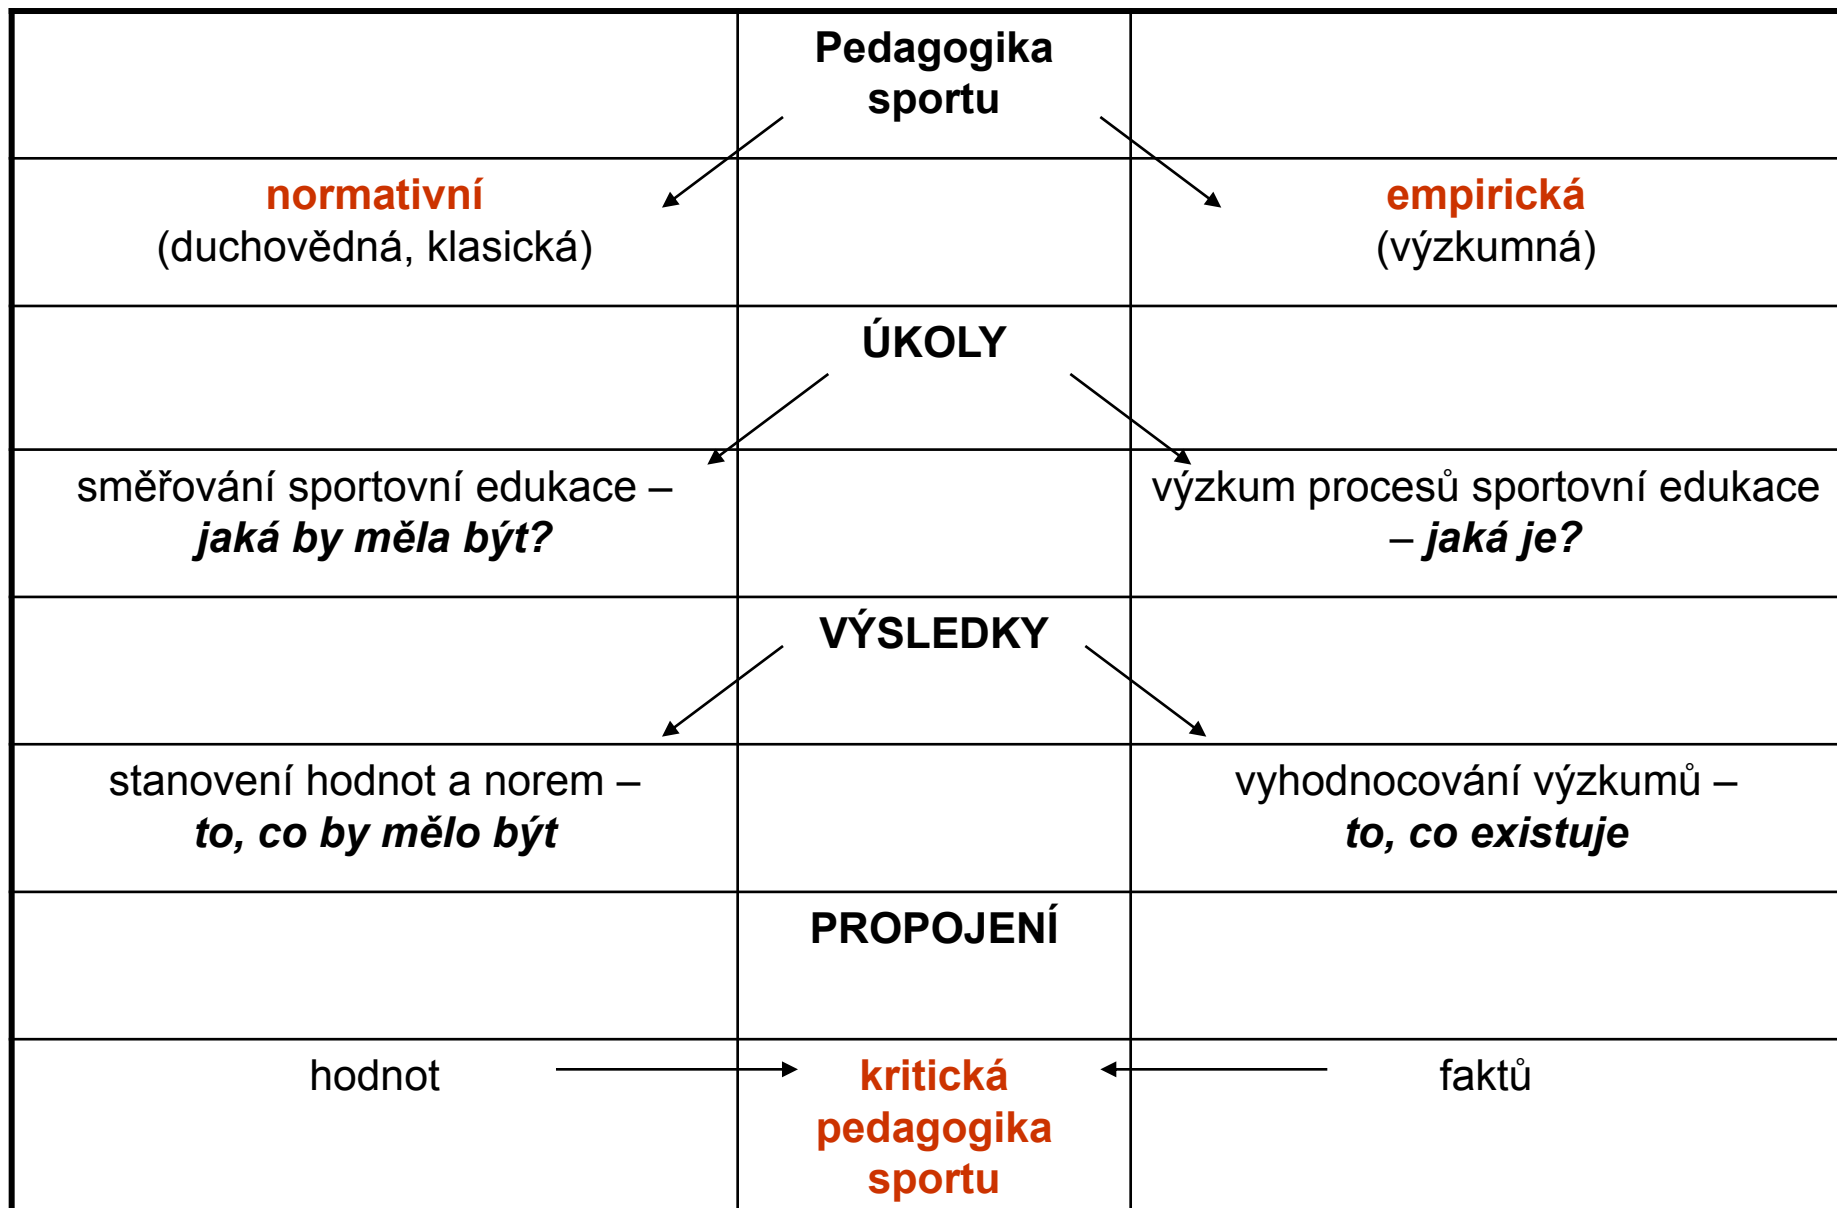 Pedagogika
sportu
normativní
(duchovědná, klasická)
empirická
(výzkumná)
ÚKOLY
směřování sportovní edukace –
jaká by měla být?
výzkum procesů sportovní edukace
– jaká je?
VÝSLEDKY
stanovení hodnot a norem –
to, co by mělo být
vyhodnocování výzkumů –
to, co existuje
PROPOJENÍ
hodnot
kritická
pedagogika
sportu
faktů